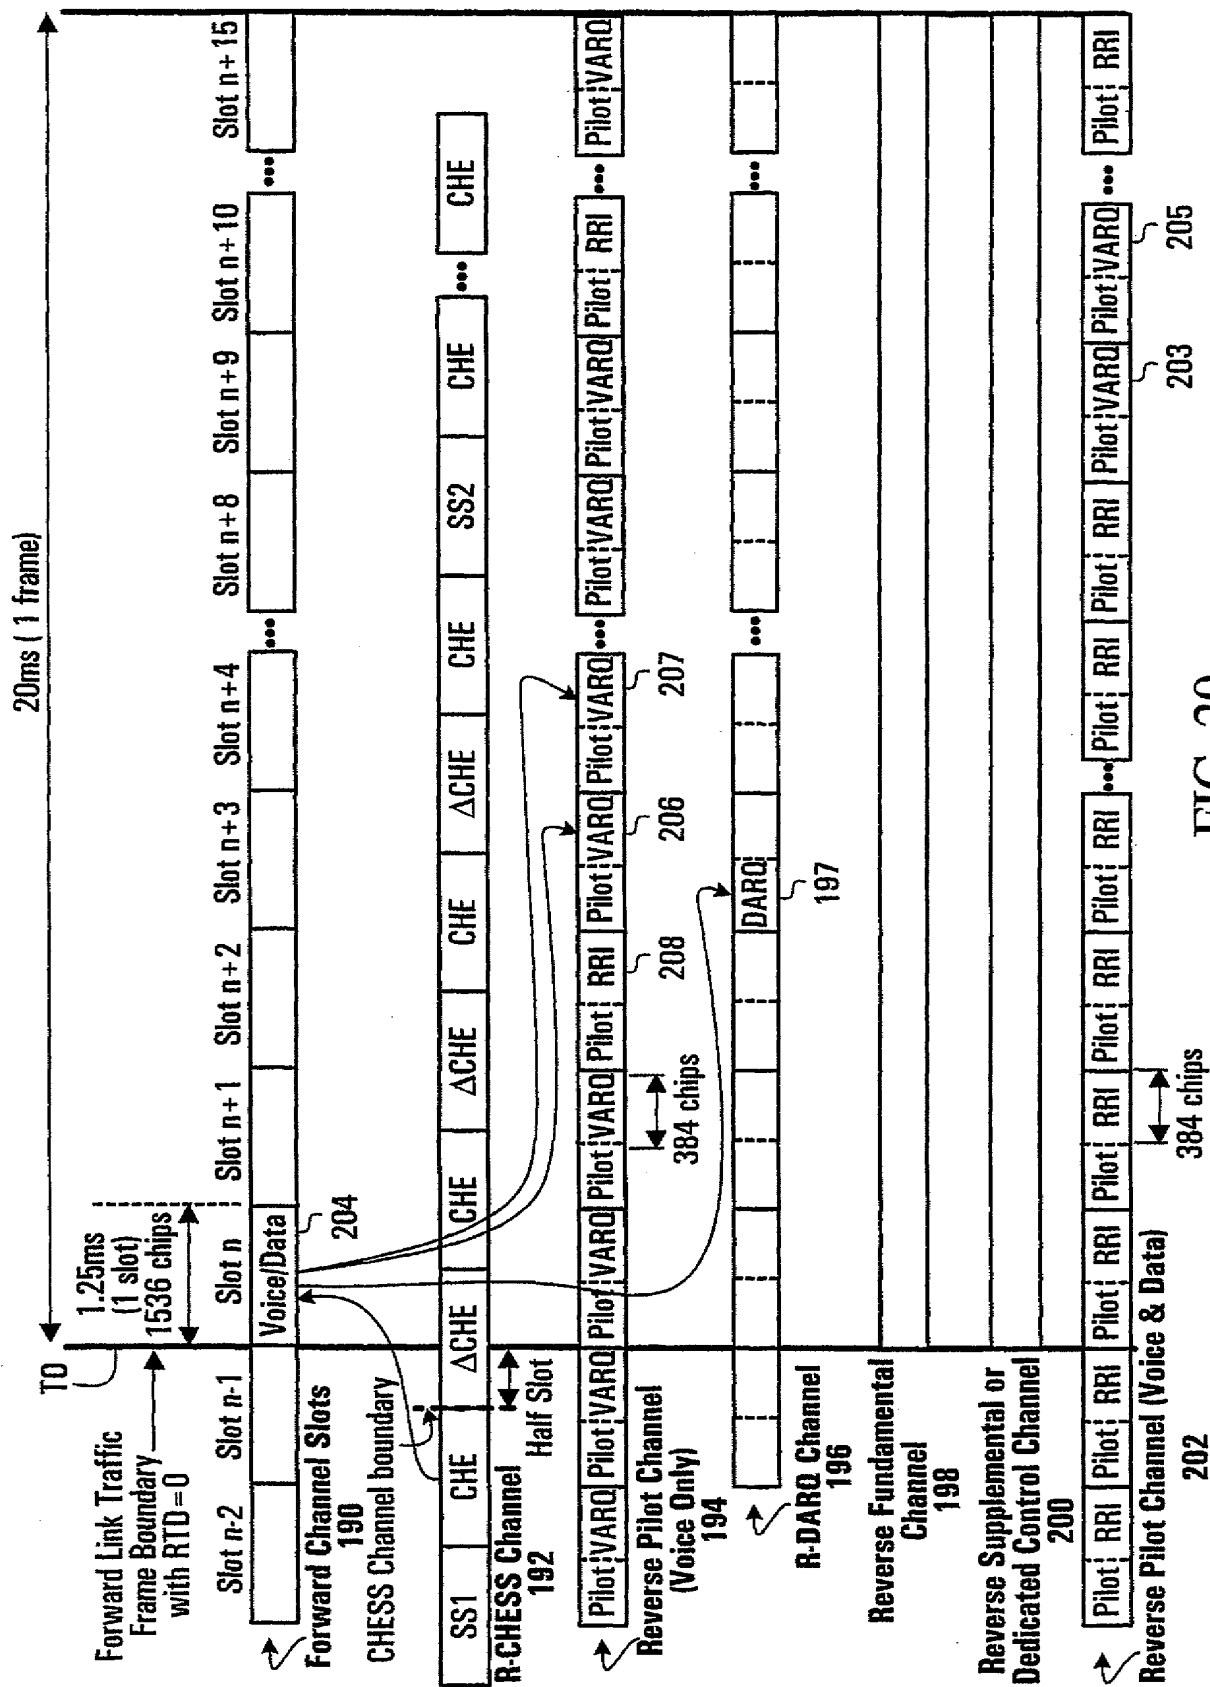 20ms ( 1 frame)
1.25ms
(1 slot)
1536 chips
T0
Forward Link Traffic
Frame Boundary
with RTD=0
Slot n-2 Slot n-1 Slot n Slot n+1 Slot n+2 Slot n+3 Slot n+4 Slot n+8 Slot n+9 Slot n+10 Slot n+15
Voice/Data ••• •••
204
Forward Channel Slots
190
CHESS Channel boundary
SS1 CHE ΔCHE CHE ΔCHE CHE ΔCHE CHE SS2 CHE ••• CHE
R-CHESS Channel
192
Half Slot
Pilot VARQ Pilot VARQ Pilot VARQ Pilot VARQ Pilot RRI Pilot VARQ Pilot VARQ ••• Pilot VARQ Pilot VARQ Pilot RRI ••• Pilot VARQ
208 206 207
384 chips
Reverse Pilot Channel
(Voice Only)
194
DARQ ••• •••
197
R-DARQ Channel
196
Reverse Fundamental
Channel
198
Reverse Supplemental or
Dedicated Control Channel
200
Pilot RRI Pilot RRI Pilot RRI Pilot RRI Pilot RRI Pilot RRI ••• Pilot RRI Pilot RRI Pilot VARQ Pilot VARQ ••• Pilot RRI
203 205
Reverse Pilot Channel (Voice & Data)
202
384 chips